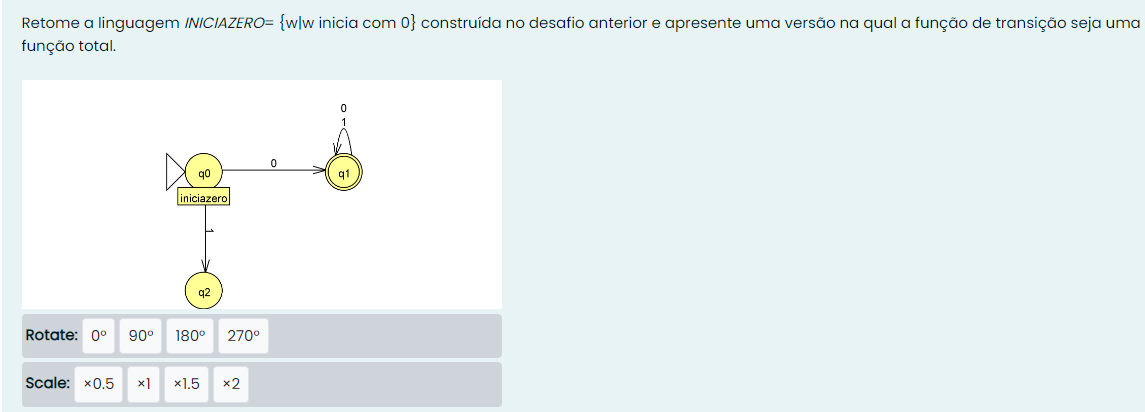 Retome a linguagem INICIAZERO= {w|w inicia com 0} construída no desafio anterior e apresente uma versão na qual a função de transição seja uma
função total.
0
1
0
q0
q1
iniciazero
1
q2
Rotate: 0° 90° 180° 270°
Scale: ×0.5 ×1 ×1.5 ×2